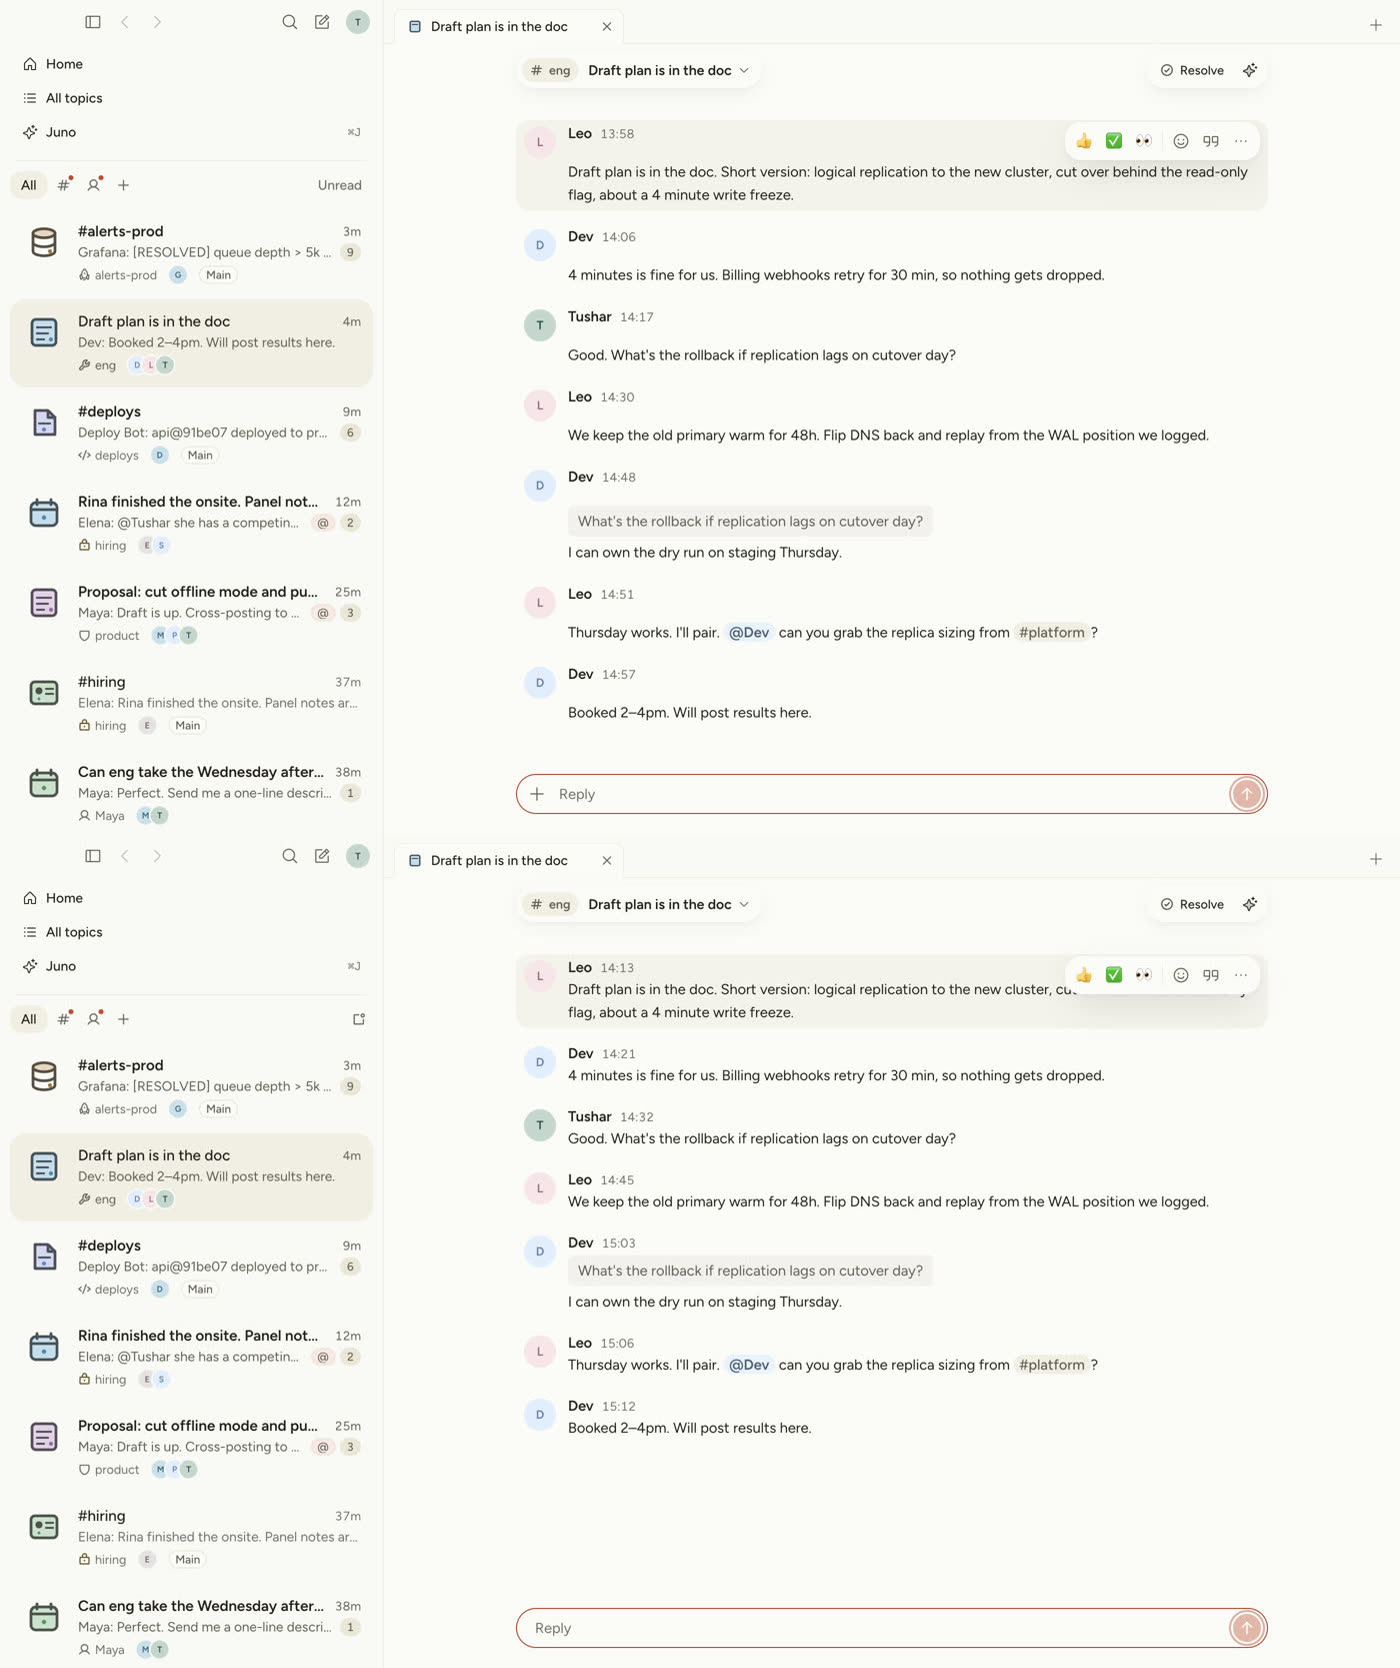 T
Home
All topics
Juno ⌘J
All Unread
#alerts-prod 3m
Grafana: [RESOLVED] queue depth > 5k ... 9
alerts-prod G Main
Draft plan is in the doc 4m
Dev: Booked 2–4pm. Will post results here.
eng D L T
#deploys 9m
Deploy Bot: api@91be07 deployed to pr... 6
deploys D Main
Rina finished the onsite. Panel not... 12m
Elena: @Tushar she has a competin... @ 2
hiring E S
Proposal: cut offline mode and pu... 25m
Maya: Draft is up. Cross-posting to ... @ 3
product M P T
#hiring 37m
Elena: Rina finished the onsite. Panel notes ar...
hiring E Main
Can eng take the Wednesday after... 38m
Maya: Perfect. Send me a one-line descri... 1
Maya M T
Draft plan is in the doc
# eng Draft plan is in the doc
Resolve
L Leo 13:58
Draft plan is in the doc. Short version: logical replication to the new cluster, cut over behind the read-only
flag, about a 4 minute write freeze.
D Dev 14:06
4 minutes is fine for us. Billing webhooks retry for 30 min, so nothing gets dropped.
T Tushar 14:17
Good. What's the rollback if replication lags on cutover day?
L Leo 14:30
We keep the old primary warm for 48h. Flip DNS back and replay from the WAL position we logged.
D Dev 14:48
What's the rollback if replication lags on cutover day?
I can own the dry run on staging Thursday.
L Leo 14:51
Thursday works. I'll pair. @Dev can you grab the replica sizing from #platform ?
D Dev 14:57
Booked 2–4pm. Will post results here.
Reply
T
Home
All topics
Juno ⌘J
All
#alerts-prod 3m
Grafana: [RESOLVED] queue depth > 5k ... 9
alerts-prod G Main
Draft plan is in the doc 4m
Dev: Booked 2–4pm. Will post results here.
eng D L T
#deploys 9m
Deploy Bot: api@91be07 deployed to pr... 6
deploys D Main
Rina finished the onsite. Panel not... 12m
Elena: @Tushar she has a competin... @ 2
hiring E S
Proposal: cut offline mode and pu... 25m
Maya: Draft is up. Cross-posting to ... @ 3
product M P T
#hiring 37m
Elena: Rina finished the onsite. Panel notes ar...
hiring E Main
Can eng take the Wednesday after... 38m
Maya: Perfect. Send me a one-line descri... 1
Maya M T
Draft plan is in the doc
# eng Draft plan is in the doc
Resolve
L Leo 14:13
Draft plan is in the doc. Short version: logical replication to the new cluster,
flag, about a 4 minute write freeze.
D Dev 14:21
4 minutes is fine for us. Billing webhooks retry for 30 min, so nothing gets dropped.
T Tushar 14:32
Good. What's the rollback if replication lags on cutover day?
L Leo 14:45
We keep the old primary warm for 48h. Flip DNS back and replay from the WAL position we logged.
D Dev 15:03
What's the rollback if replication lags on cutover day?
I can own the dry run on staging Thursday.
L Leo 15:06
Thursday works. I'll pair. @Dev can you grab the replica sizing from #platform ?
D Dev 15:12
Booked 2–4pm. Will post results here.
Reply